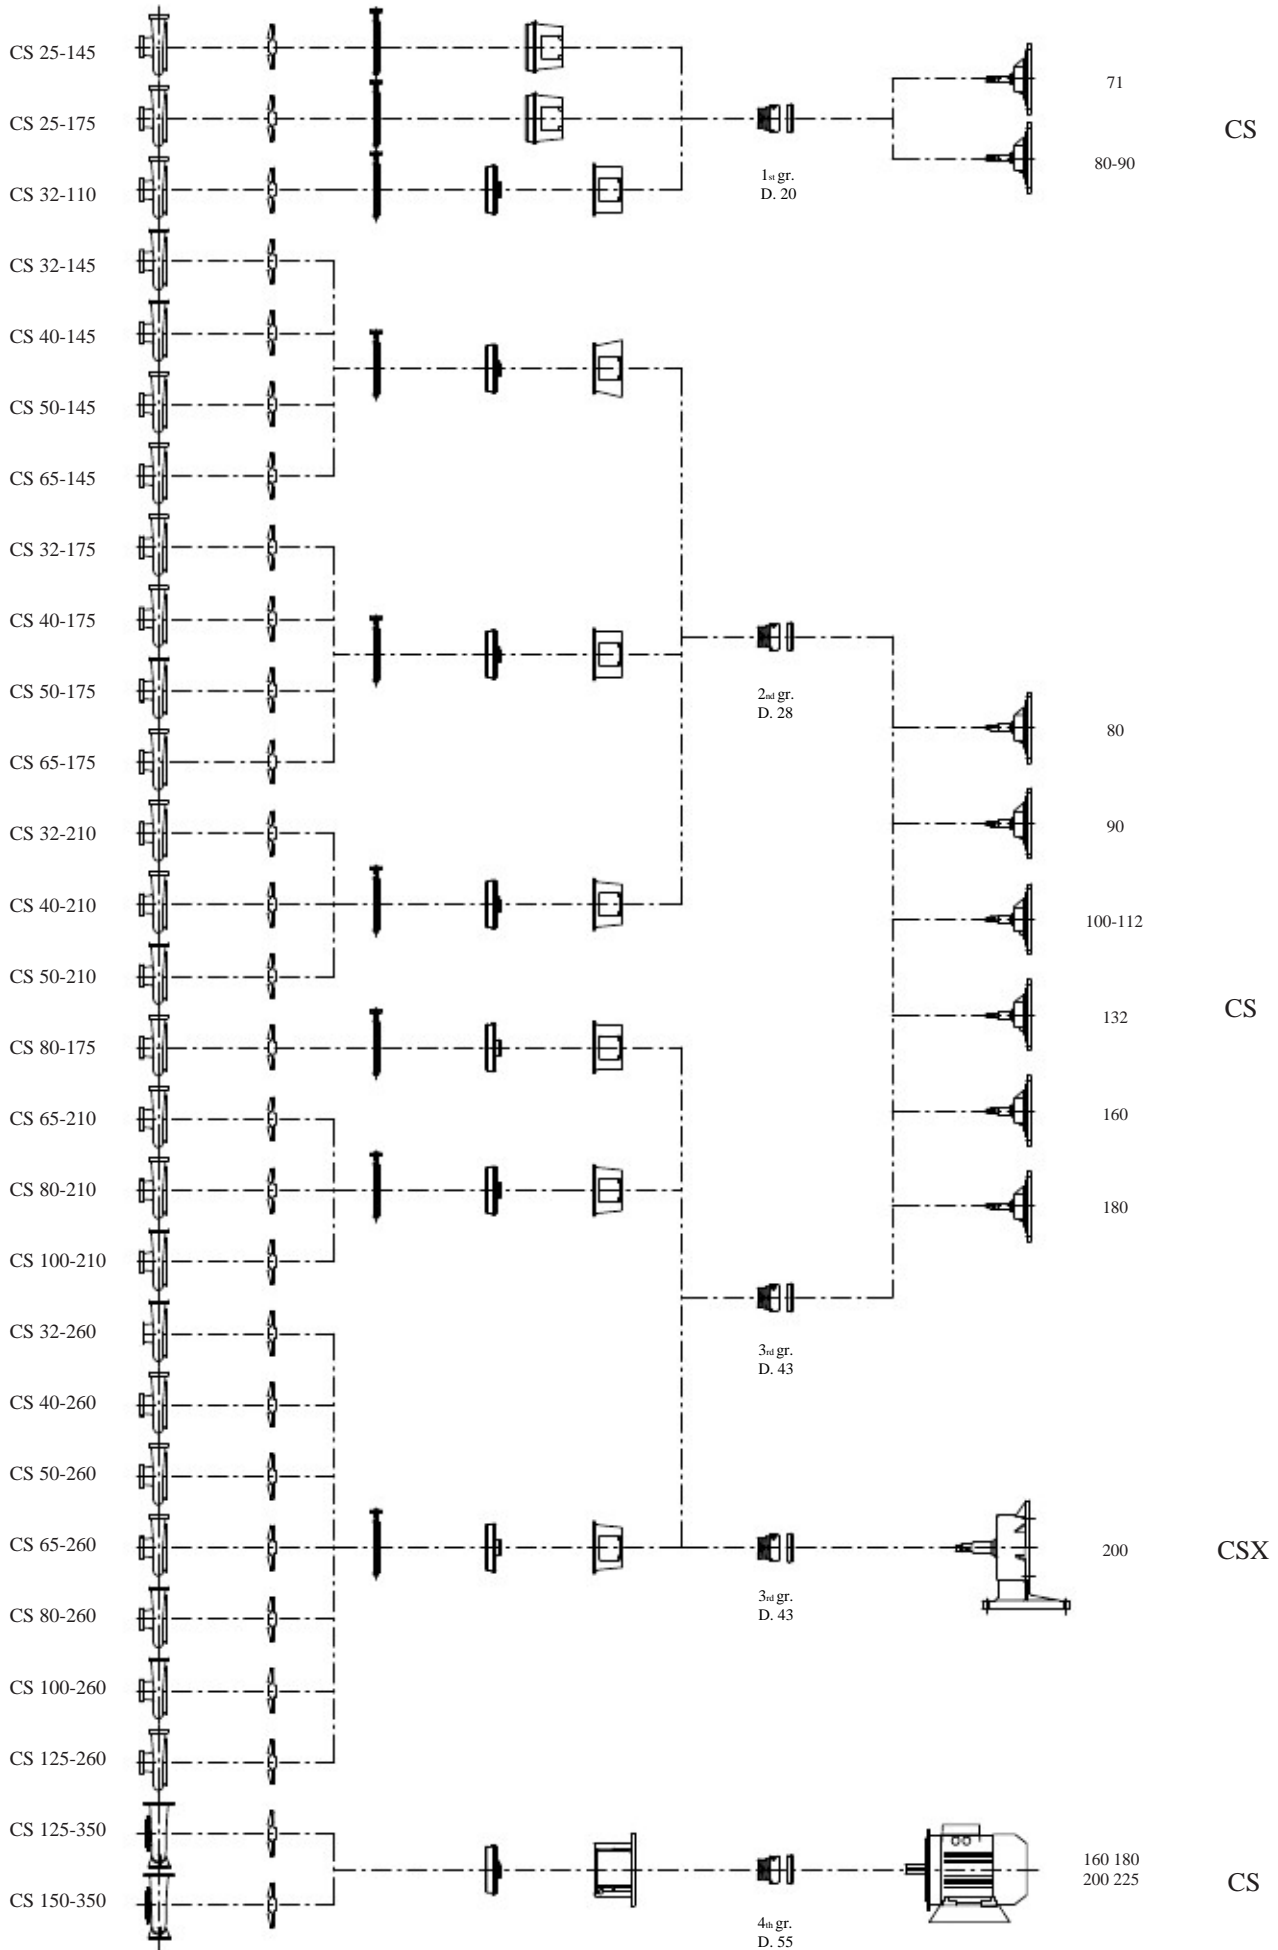 CS 25-145
71
CS 25-175
CS
80-90
1st gr.
D. 20
CS 32-110
CS 32-145
CS 40-145
CS 50-145
CS 65-145
CS 32-175
CS 40-175
CS 50-175
2nd gr.
D. 28
80
CS 65-175
CS 32-210
90
CS 40-210
100-112
CS 50-210
CS
132
CS 80-175
CS 65-210
160
CS 80-210
180
CS 100-210
CS 32-260
3rd gr.
D. 43
CS 40-260
CS 50-260
CS 65-260
200
CSX
3rd gr.
D. 43
CS 80-260
CS 100-260
CS 125-260
CS 125-350
160 180
200 225
CS
CS 150-350
4th gr.
D. 55